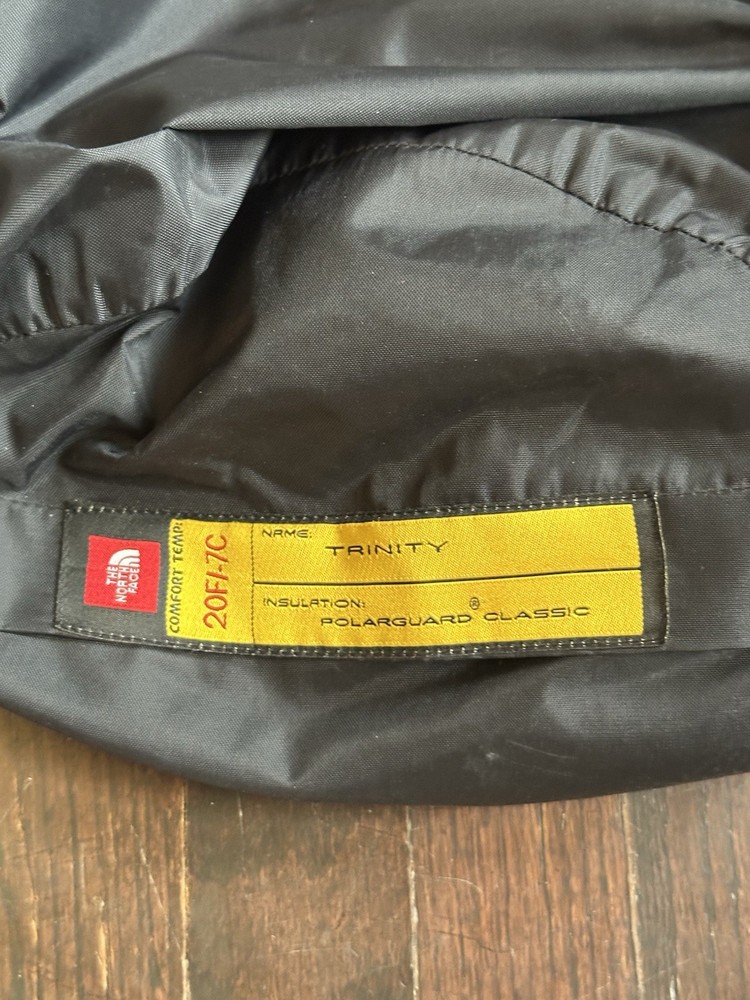 THE
NORTH
FACE
COMFORT TEMP:
20F/-7C
NAME:
TRINITY
INSULATION:
POLARGUARD® CLASSIC